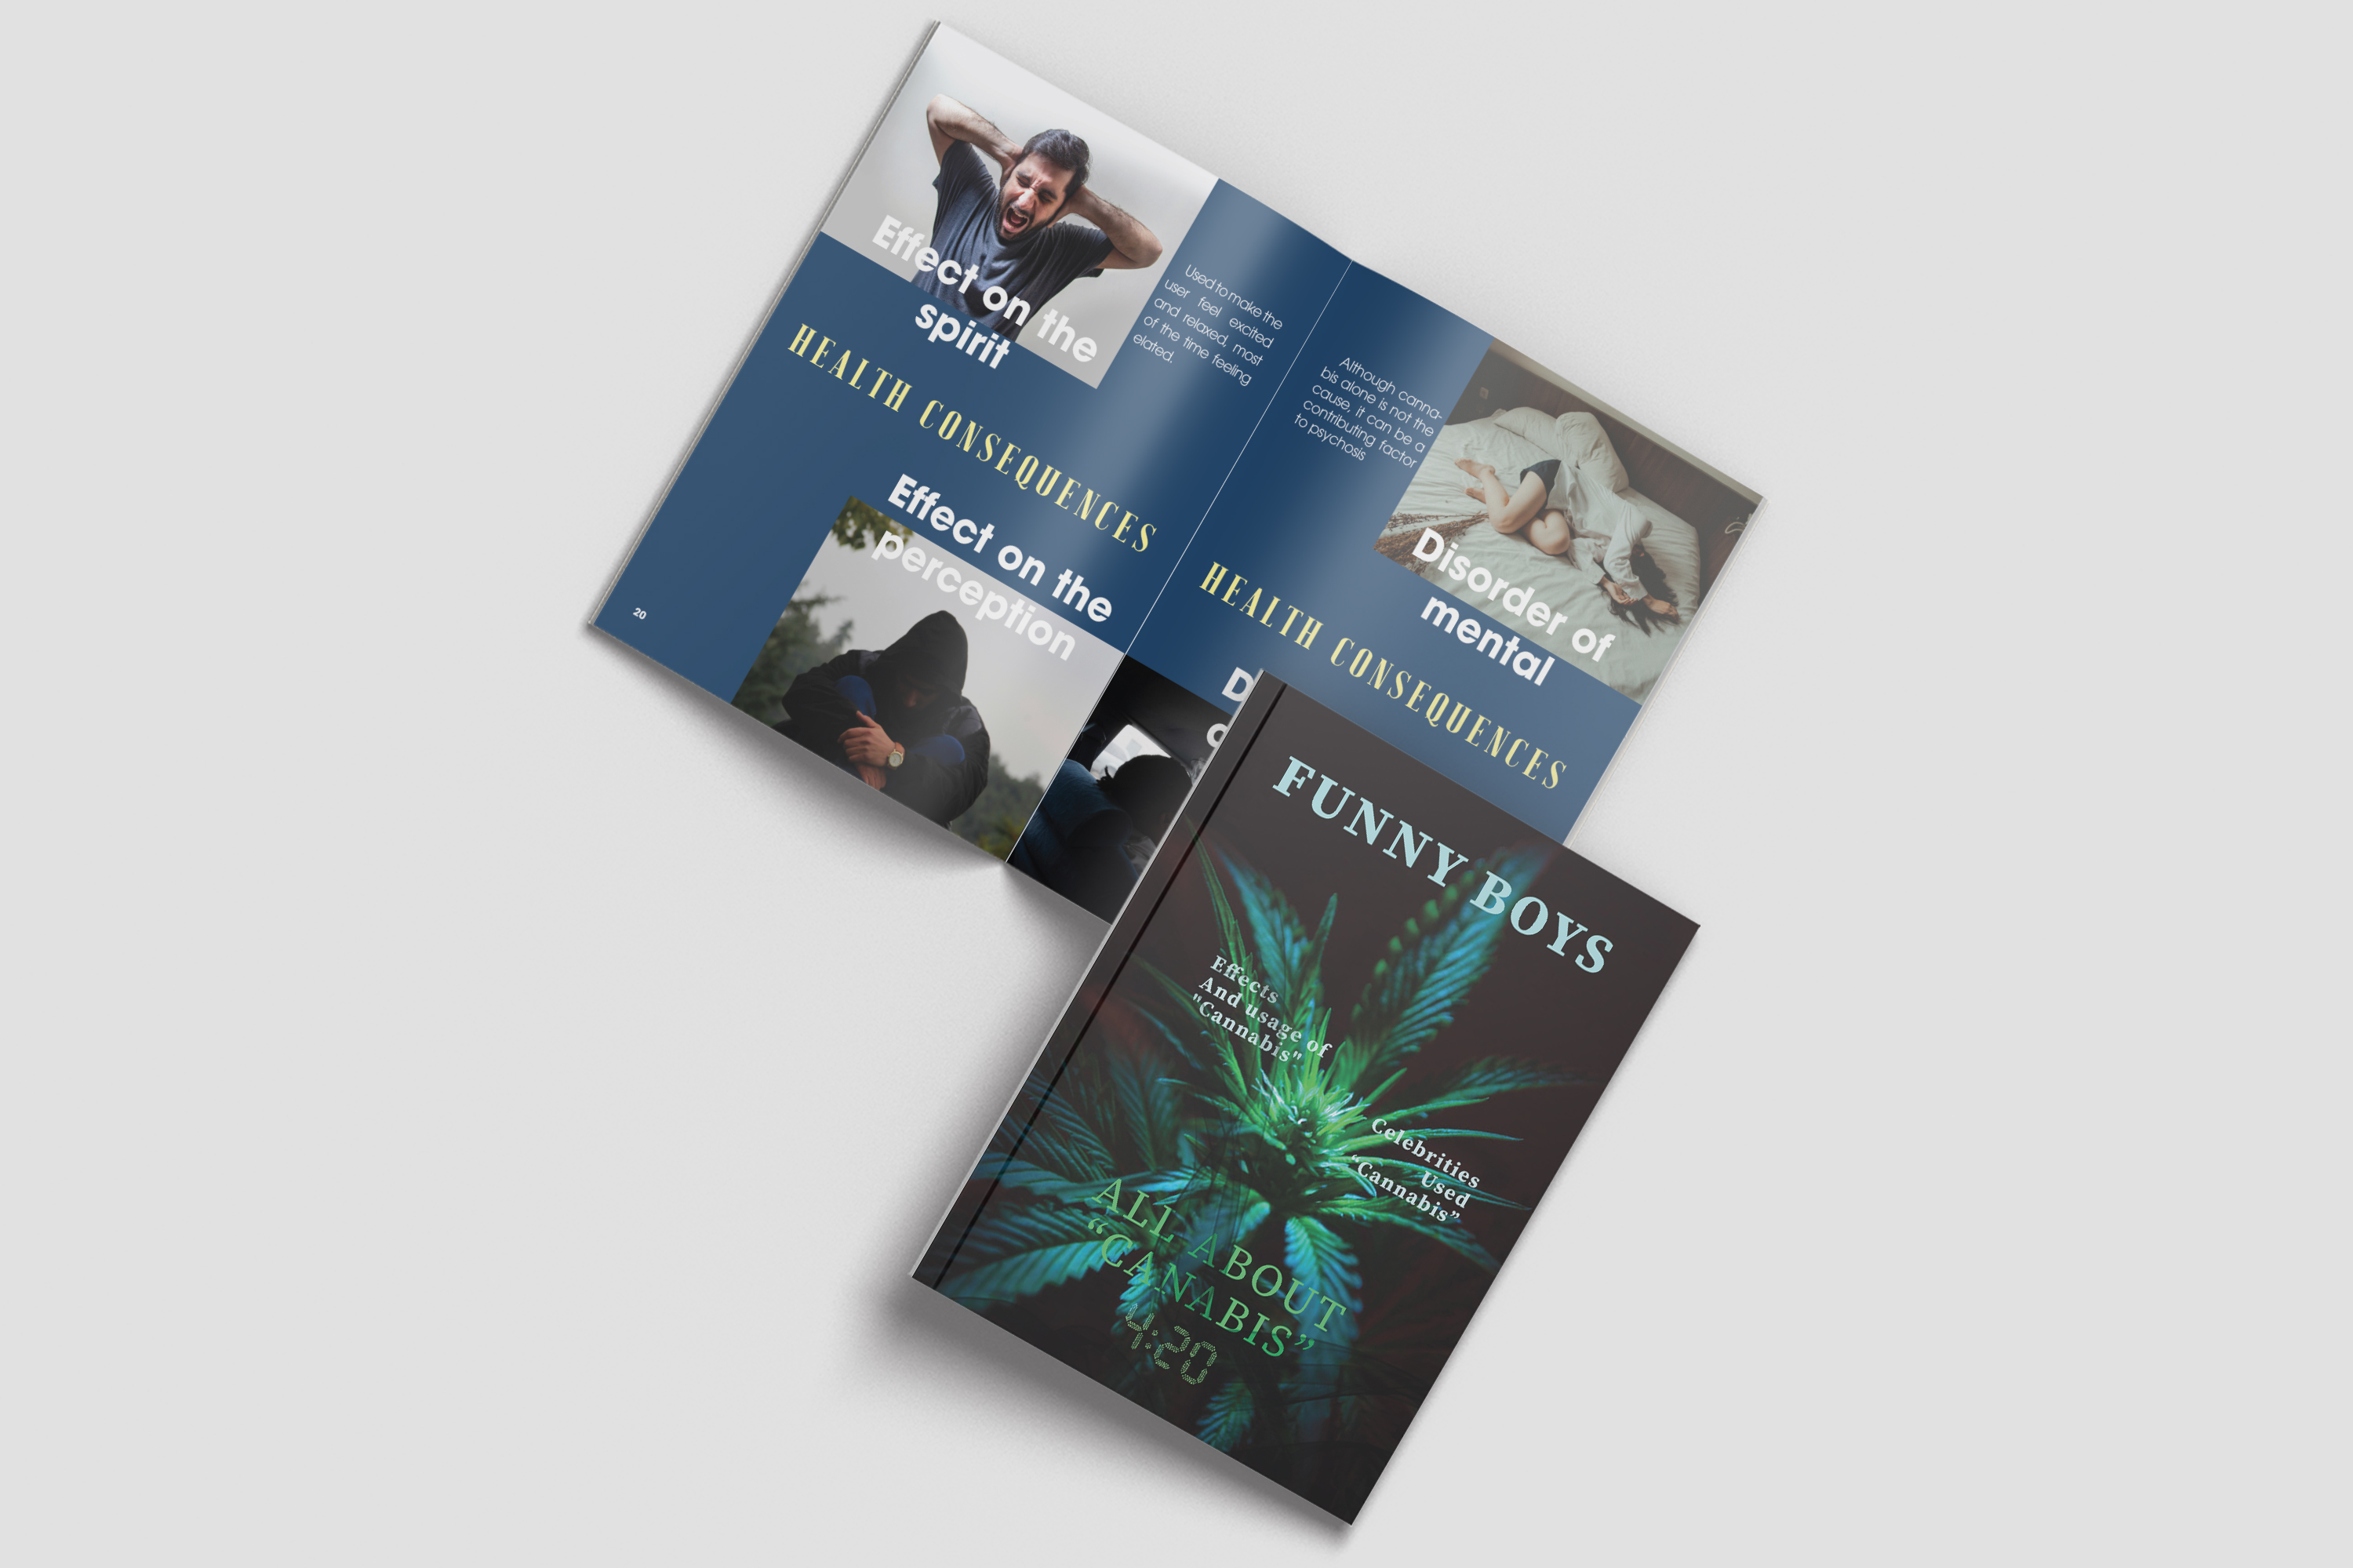 Effect on the
spirit
Used to make the
user feel excited
and relaxed, most
of the time feeling
elated.
HEALTH CONSEQUENCES
Effect on the
perception
20
Although canna-
bis alone is not the
cause, it can be a
contributing factor
to psychosis
Disorder of
mental
HEALTH CONSEQUENCES
FUNNY BOYS
Effects
And usage of
"Cannabis"
Celebrities
Used
“Cannabis”
ALl ABOUT
“CANABIS”
4:20